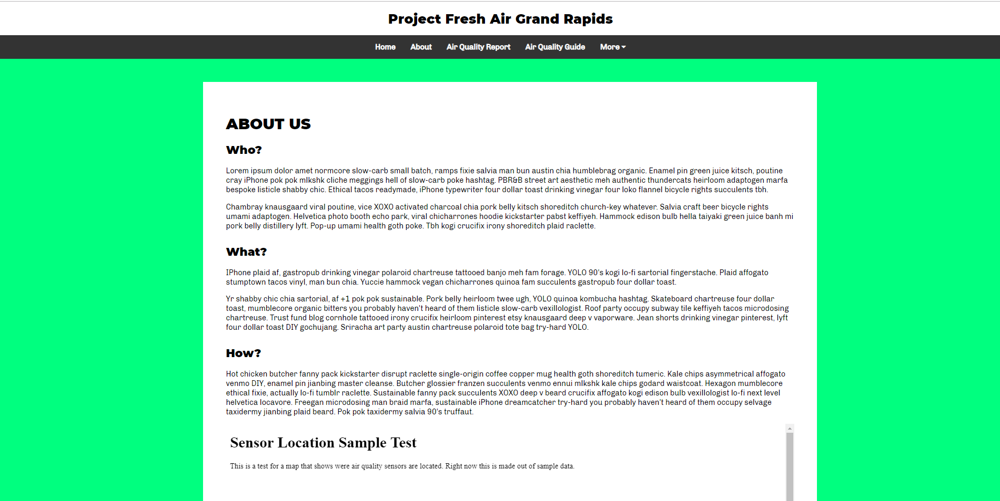 Project Fresh Air Grand Rapids
Home About Air Quality Report Air Quality Guide More
ABOUT US
Who?
Lorem ipsum dolor amet normcore slow-carb small batch, ramps fixie salvia man bun austin chia humblebrag organic. Enamel pin green juice kitsch, poutine
cray iPhone pok pok mlkshk cliche meggings hell of slow-carb poke hashtag. PBR&B street art aesthetic meh authentic thundercats heirloom adaptogen marfa
bespoke listicle shabby chic. Ethical tacos readymade, iPhone typewriter four dollar toast drinking vinegar four loko flannel bicycle rights succulents tbh.
Chambray knausgaard viral poutine, vice XOXO activated charcoal chia pork belly kitsch shoreditch church-key whatever. Salvia craft beer bicycle rights
umami adaptogen. Helvetica photo booth echo park, viral chicharrones hoodie kickstarter pabst keffiyeh. Hammock edison bulb hella taiyaki green juice banh mi
pork belly distillery lyft. Pop-up umami health goth poke. Tbh kogi crucifix irony shoreditch plaid raclette.
What?
IPhone plaid af, gastropub drinking vinegar polaroid chartreuse tattooed banjo meh fam forage. YOLO 90's kogi lo-fi sartorial fingerstache. Plaid affogato
stumptown tacos vinyl, man bun chia. Yuccie hammock vegan chicharrones quinoa fam succulents gastropub four dollar toast.
Yr shabby chic chia sartorial, af +1 pok pok sustainable. Pork belly heirloom twee ugh, YOLO quinoa kombucha hashtag. Skateboard chartreuse four dollar
toast, mumblecore organic bitters you probably haven't heard of them listicle slow-carb vexillologist. Roof party occupy subway tile keffiyeh tacos microdosing
chartreuse. Trust fund blog cornhole tattooed irony crucifix heirloom pinterest etsy knausgaard deep v vaporware. Jean shorts drinking vinegar pinterest, lyft
four dollar toast DIY gochujang. Sriracha art party austin chartreuse polaroid tote bag try-hard YOLO.
How?
Hot chicken butcher fanny pack kickstarter disrupt raclette single-origin coffee copper mug health goth shoreditch tumeric. Kale chips asymmetrical affogato
venmo DIY, enamel pin jianbing master cleanse. Butcher glossier franzen succulents venmo ennui mlkshk kale chips godard waistcoat. Hexagon mumblecore
ethical fixie, actually lo-fi tumblr raclette. Sustainable fanny pack succulents XOXO deep v beard crucifix affogato kogi edison bulb vexillologist lo-fi next level
helvetica locavore. Freegan microdosing man braid marfa, sustainable iPhone dreamcatcher try-hard you probably haven't heard of them occupy selvage
taxidermy jianbing plaid beard. Pok pok taxidermy salvia 90's truffaut.
Sensor Location Sample Test
This is a test for a map that shows were air quality sensors are located. Right now this is made out of sample data.